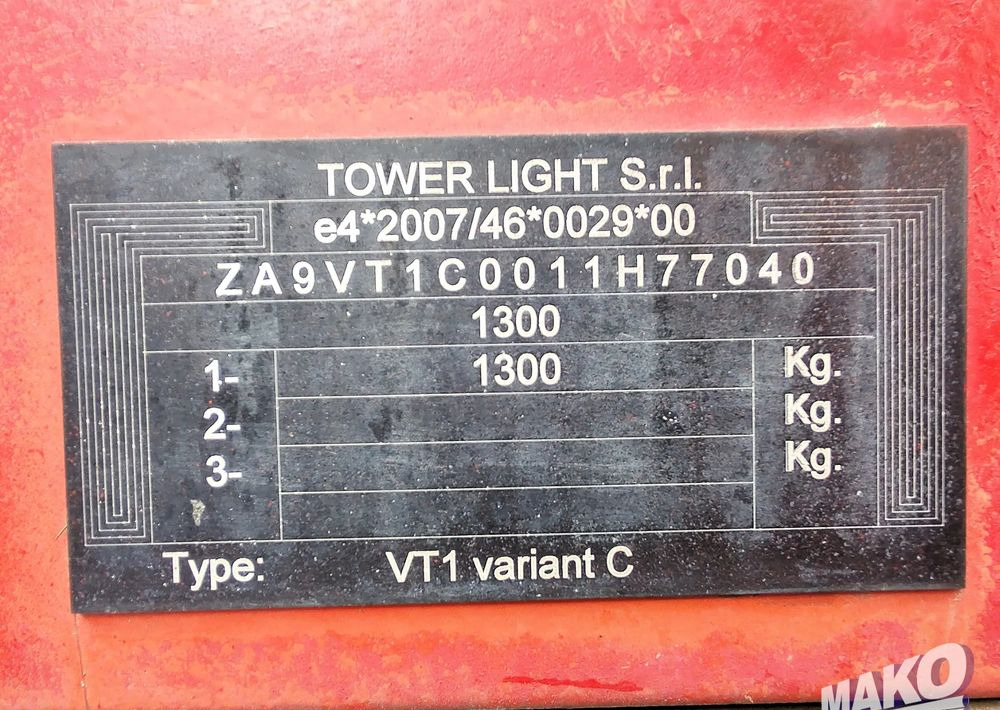 TOWER LIGHT S.r.l.
e4*2007/46*0029*00
ZA9VT1C0011H77040
1300
1- 1300 Kg.
2- Kg.
3- Kg.
Type: VT1 variant C
MAKO